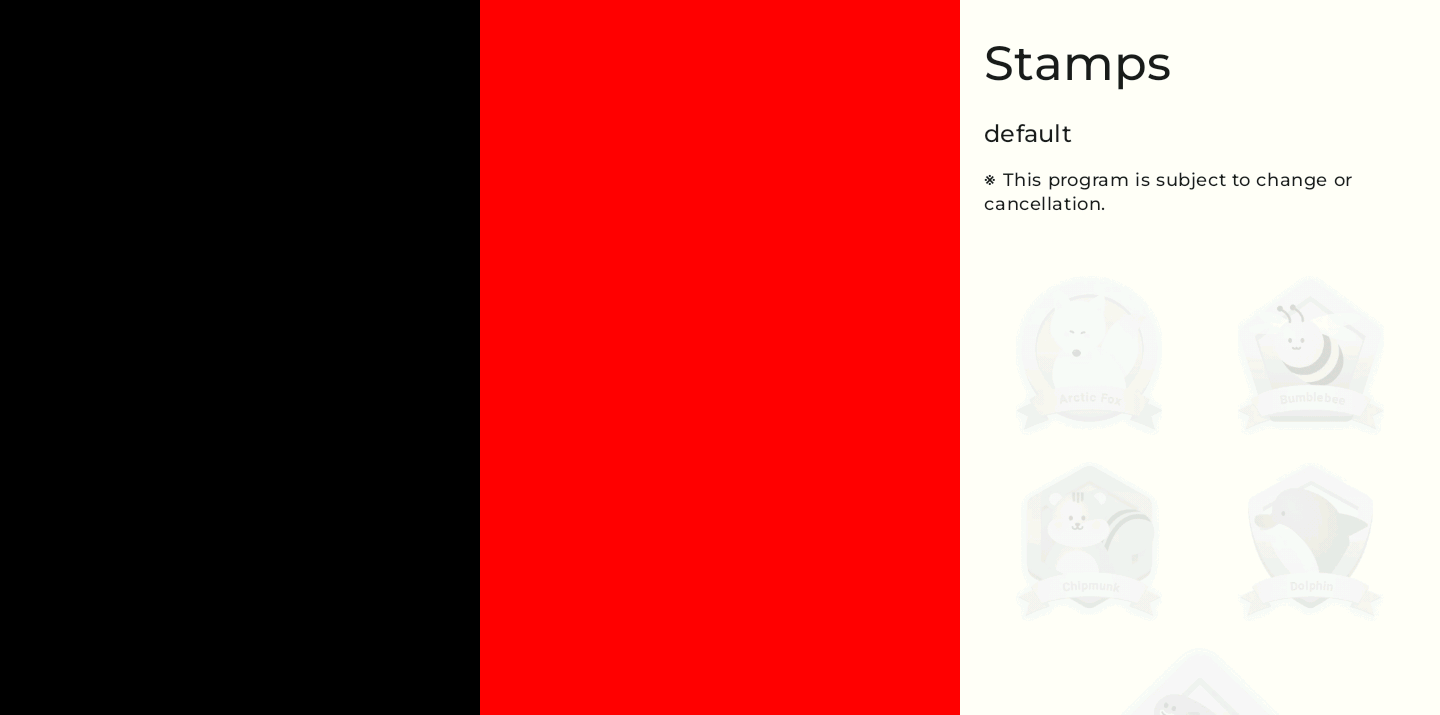 Stamps
default
※ This program is subject to change or
cancellation.
Arctic Fox
Bumblebee
Chipmunk
Dolphin